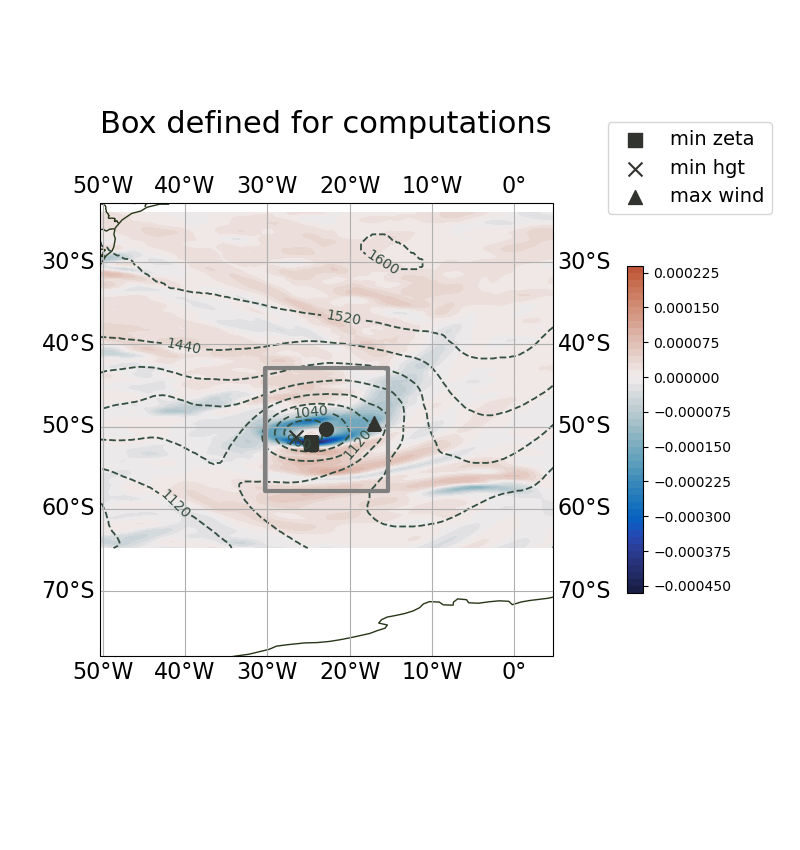 Box defined for computations
min zeta
min hgt
max wind
50°W 40°W 30°W 20°W 10°W 0°
30°S 30°S
40°S 40°S
50°S 50°S
60°S 60°S
70°S 70°S
50°W 40°W 30°W 20°W 10°W 0°
1600
1520
1440
1040
1120
1120
0.000225
0.000150
0.000075
0.000000
−0.000075
−0.000150
−0.000225
−0.000300
−0.000375
−0.000450